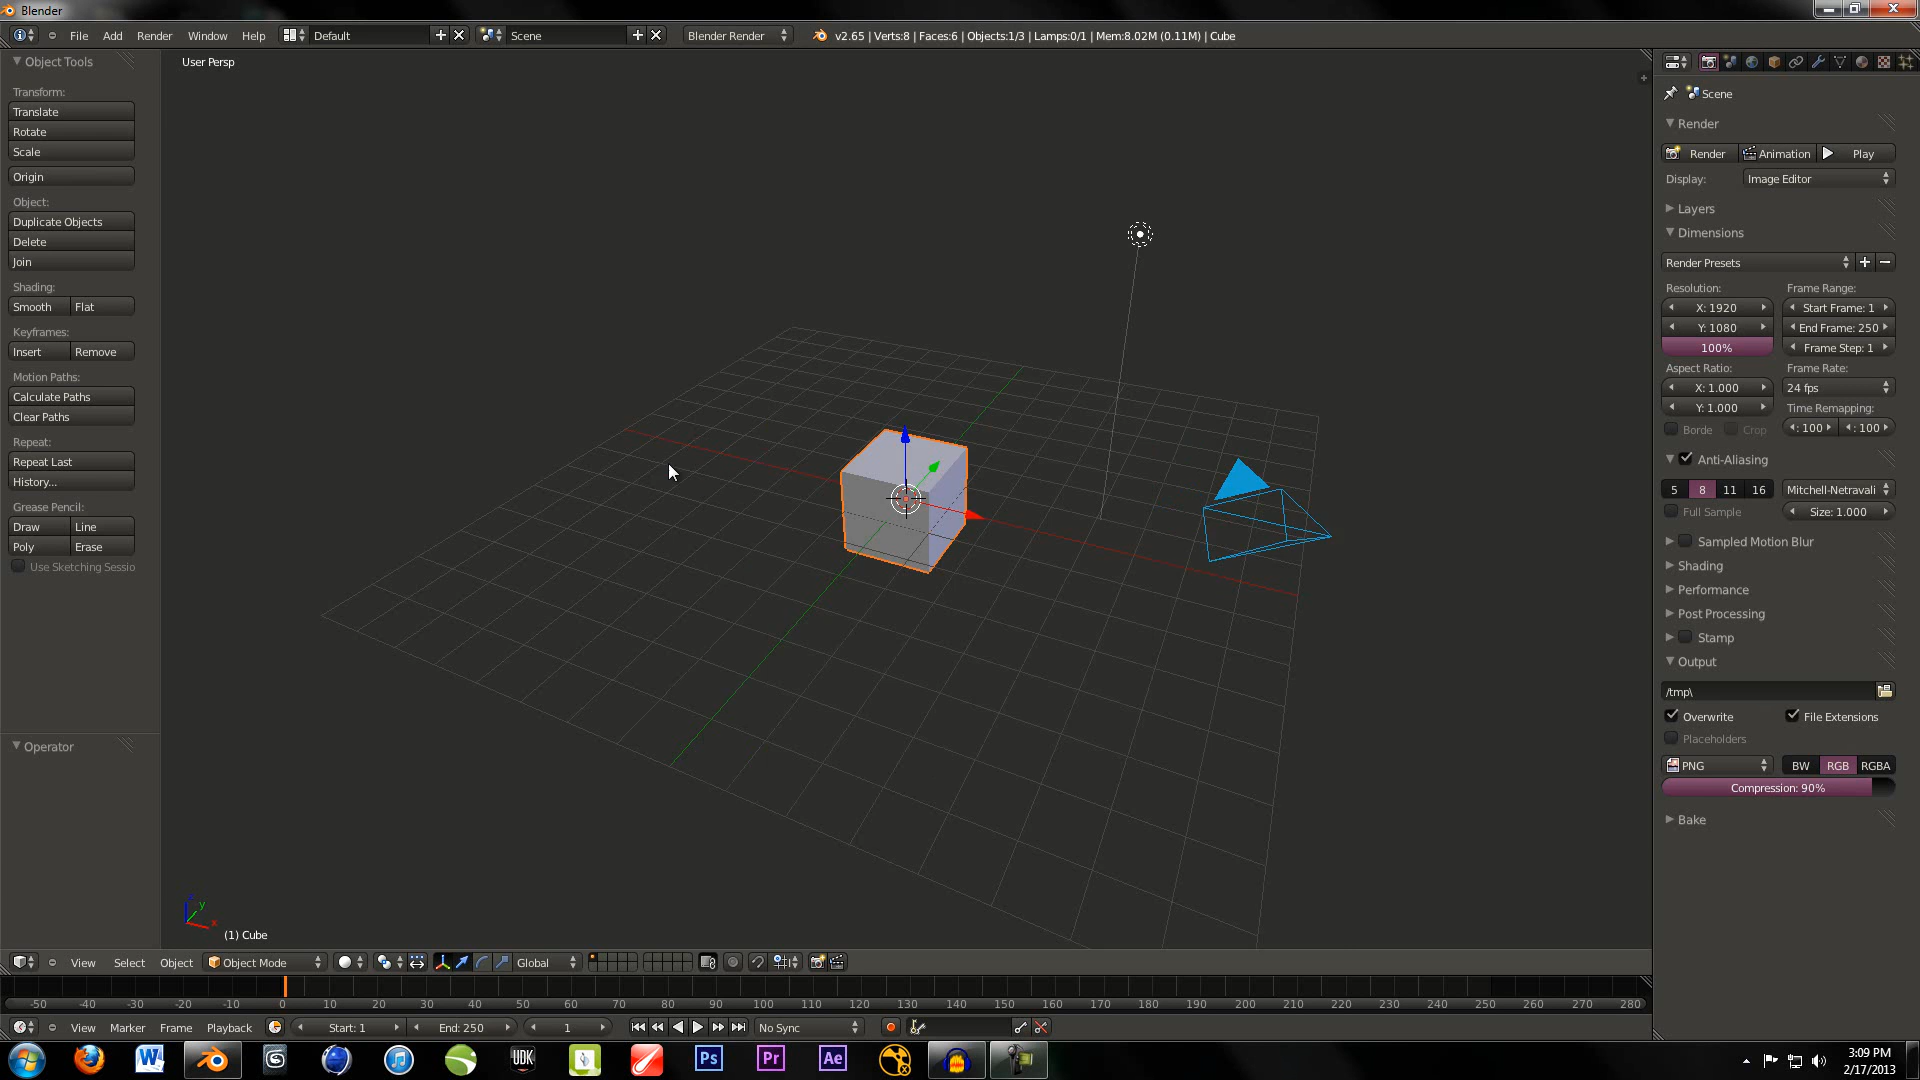 Blender
File Add Render Window Help Default Scene Blender Render v2.65 | Verts:8 | Faces:6 | Objects:1/3 | Lamps:0/1 | Mem:8.02M (0.11M) | Cube
Object Tools
Transform:
Translate
Rotate
Scale
Origin
Object:
Duplicate Objects
Delete
Join
Shading:
Smooth Flat
Keyframes:
Insert Remove
Motion Paths:
Calculate Paths
Clear Paths
Repeat:
Repeat Last
History...
Grease Pencil:
Draw Line
Poly Erase
Use Sketching Sessio
Operator
User Persp
y
x
(1) Cube
View Select Object Object Mode Global
-50 -40 -30 -20 -10 0 10 20 30 40 50 60 70 80 90 100 110 120 130 140 150 160 170 180 190 200 210 220 230 240 250 260 270 280
View Marker Frame Playback Start: 1 End: 250 1 No Sync
Scene
Render
Render Animation Play
Display: Image Editor
Layers
Dimensions
Render Presets
Resolution: Frame Range:
X: 1920 Start Frame: 1
Y: 1080 End Frame: 250
100% Frame Step: 1
Aspect Ratio: Frame Rate:
X: 1.000 24 fps
Y: 1.000 Time Remapping:
Borde Crop : 100 : 100
Anti-Aliasing
5 8 11 16 Mitchell-Netravali
Full Sample Size: 1.000
Sampled Motion Blur
Shading
Performance
Post Processing
Stamp
Output
/tmp\
Overwrite File Extensions
Placeholders
PNG BW RGB RGBA
Compression: 90%
Bake
W UDK Ps Pr Ae
3:09 PM
2/17/2013